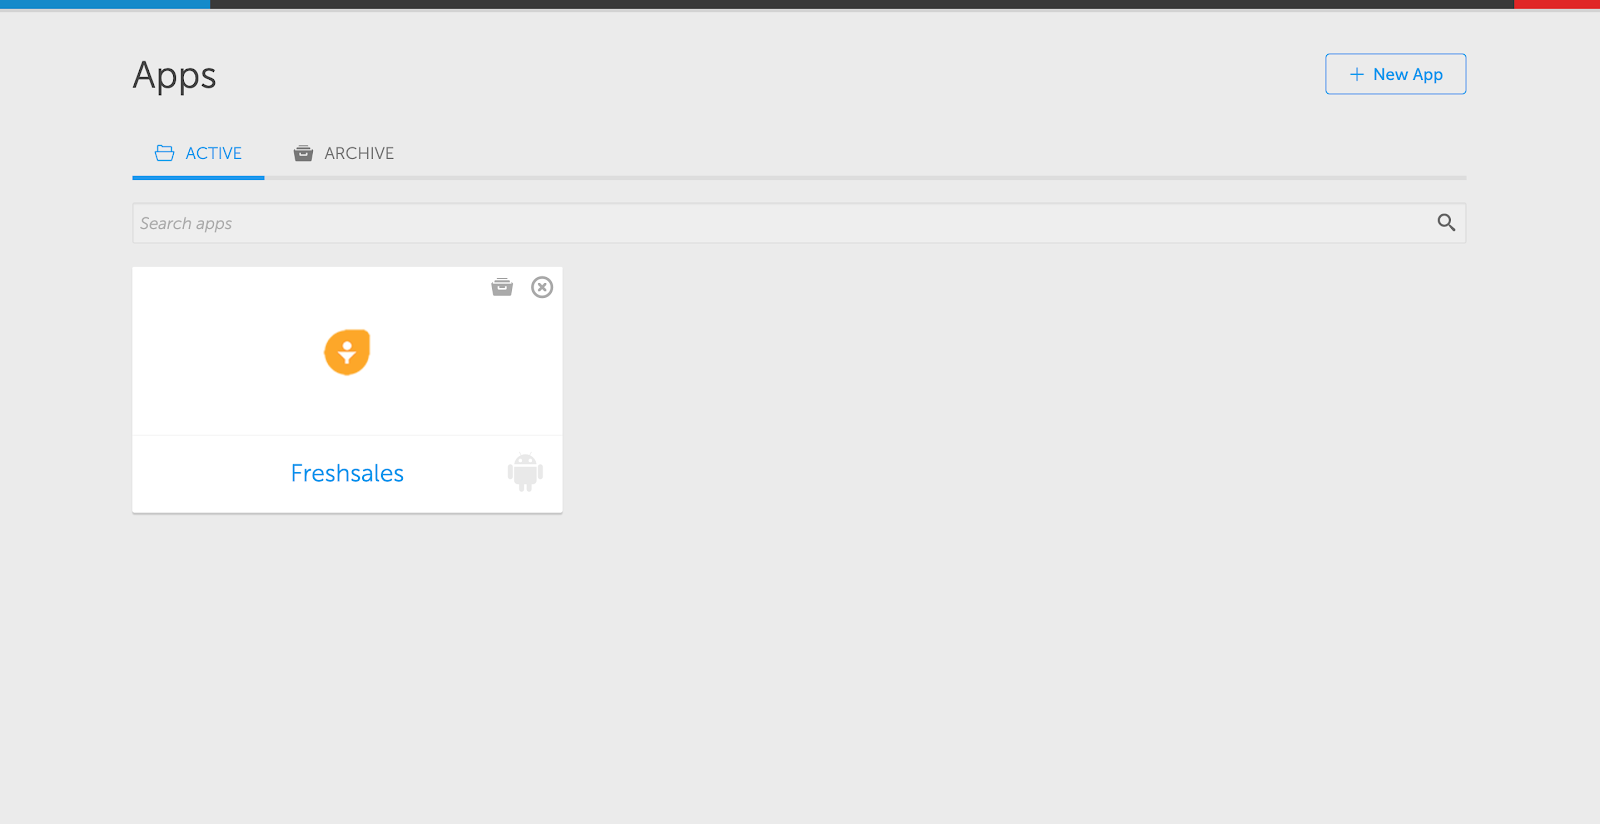 Apps
New App
ACTIVE
ARCHIVE
Search apps
Freshsales